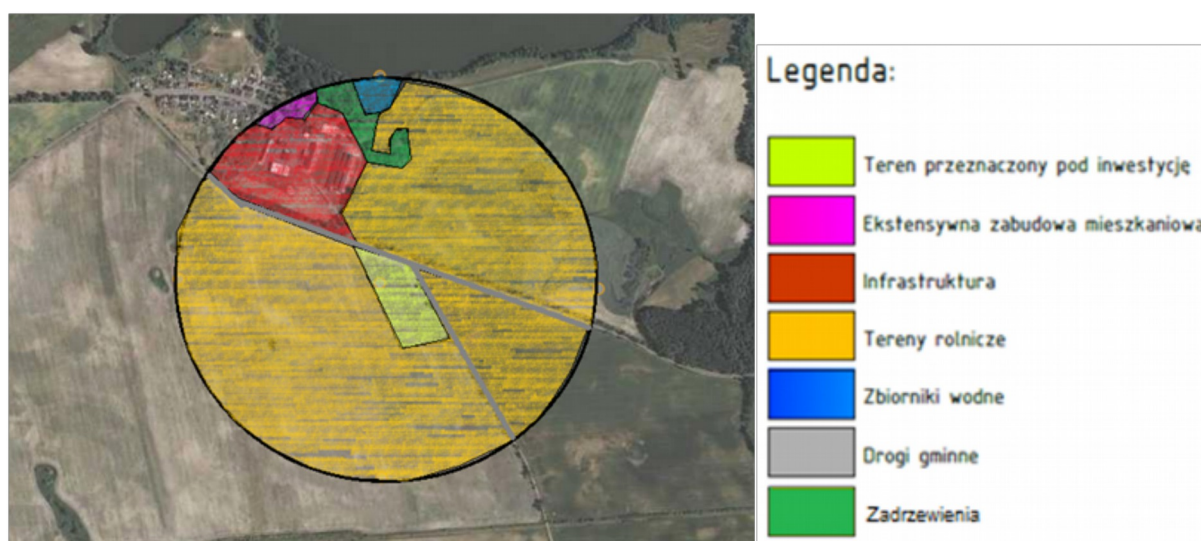 Legenda:
Teren przeznaczony pod inwestycję
Ekstensywna zabudowa mieszkaniowa
Infrastruktura
Tereny rolnicze
Zbiorniki wodne
Drogi gminne
Zadrzewienia